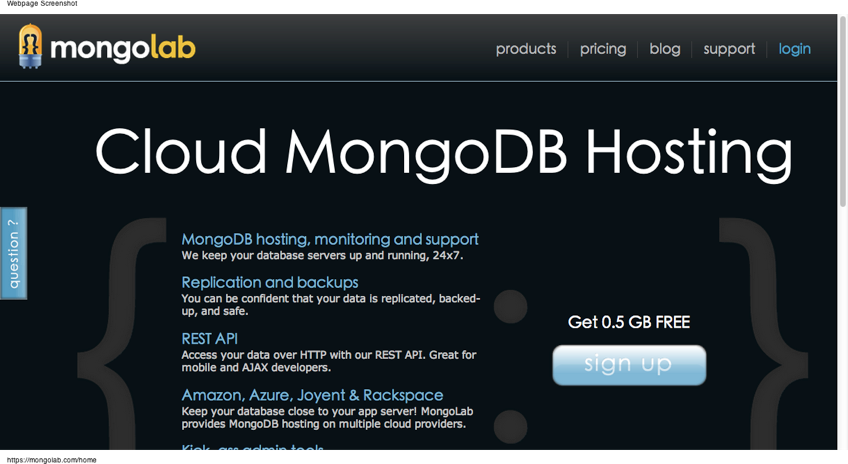 Webpage Screenshot
mongolab
products pricing blog support login
Cloud MongoDB Hosting
question ?
MongoDB hosting, monitoring and support
We keep your database servers up and running, 24x7.
Replication and backups
You can be confident that your data is replicated, backed-
up, and safe.
REST API
Access your data over HTTP with our REST API. Great for
mobile and AJAX developers.
Amazon, Azure, Joyent & Rackspace
Keep your database close to your app server! MongoLab
provides MongoDB hosting on multiple cloud providers.
Kick-ass admin tools
Get 0.5 GB FREE
sign up
https://mongolab.com/home